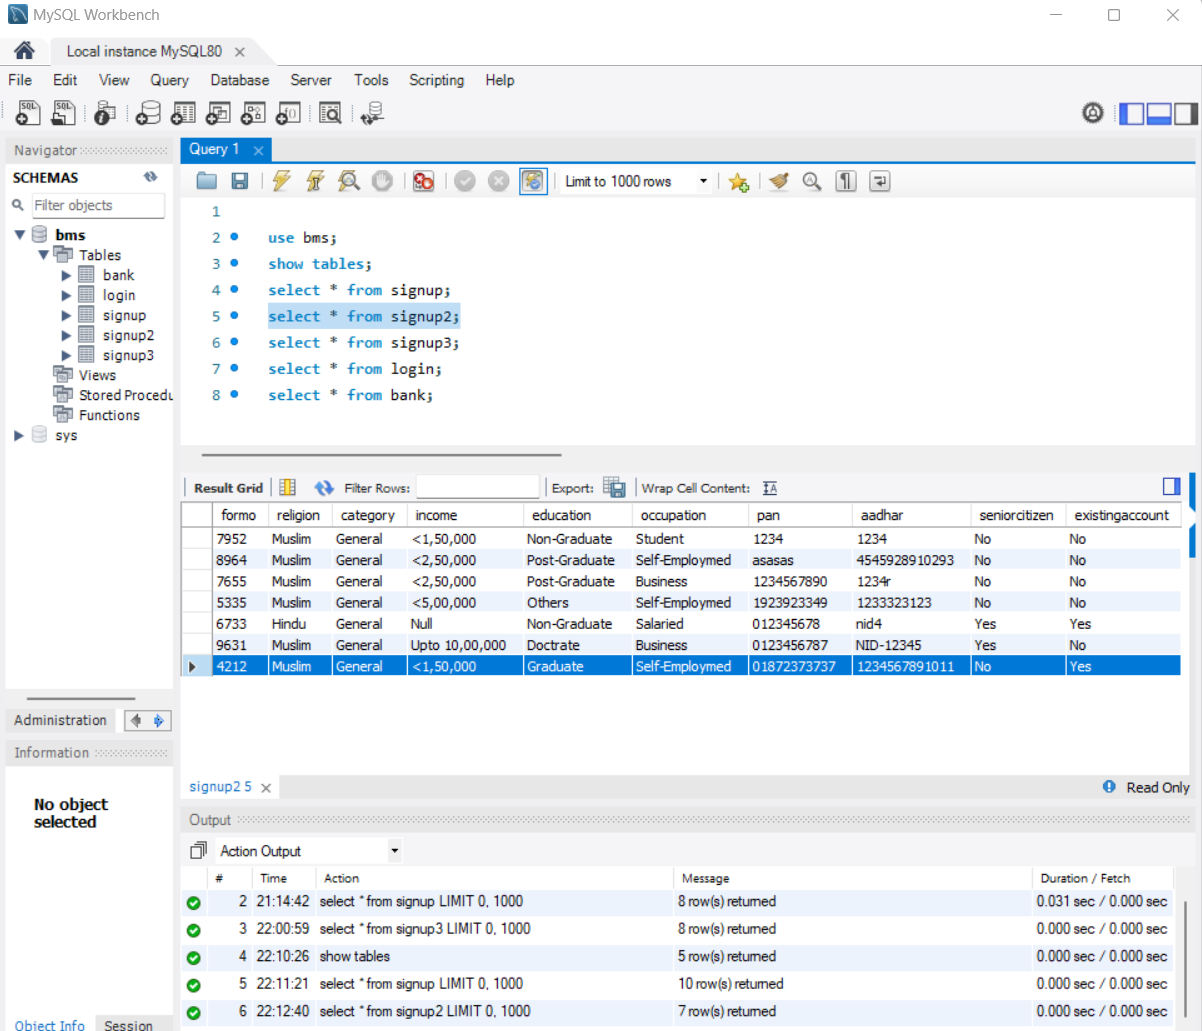 MySQL Workbench
Local instance MySQL80
File Edit View Query Database Server Tools Scripting Help
Navigator
SCHEMAS
Filter objects
bms
Tables
bank
login
signup
signup2
signup3
Views
Stored Procedu
Functions
sys
Administration
Information
No object
selected
Object Info Session
Query 1
Limit to 1000 rows
1
2 use bms;
3 show tables;
4 select * from signup;
5 select * from signup2;
6 select * from signup3;
7 select * from login;
8 select * from bank;
Result Grid Filter Rows: Export: Wrap Cell Content:
formo religion category income education occupation pan aadhar seniorcitizen existingaccount
7952 Muslim General <1,50,000 Non-Graduate Student 1234 1234 No No
8964 Muslim General <2,50,000 Post-Graduate Self-Employmed asasas 4545928910293 No No
7655 Muslim General <2,50,000 Post-Graduate Business 1234567890 1234r No No
5335 Muslim General <5,00,000 Others Self-Employmed 1923923349 1233323123 No No
6733 Hindu General Null Non-Graduate Salaried 012345678 nid4 Yes Yes
9631 Muslim General Upto 10,00,000 Doctrate Business 0123456787 NID-12345 Yes No
4212 Muslim General <1,50,000 Graduate Self-Employmed 01872373737 1234567891011 No Yes
signup2 5 Read Only
Output
Action Output
# Time Action Message Duration / Fetch
2 21:14:42 select * from signup LIMIT 0, 1000 8 row(s) returned 0.031 sec / 0.000 sec
3 22:00:59 select * from signup3 LIMIT 0, 1000 8 row(s) returned 0.000 sec / 0.000 sec
4 22:10:26 show tables 5 row(s) returned 0.000 sec / 0.000 sec
5 22:11:21 select * from signup LIMIT 0, 1000 10 row(s) returned 0.000 sec / 0.000 sec
6 22:12:40 select * from signup2 LIMIT 0, 1000 7 row(s) returned 0.000 sec / 0.000 sec